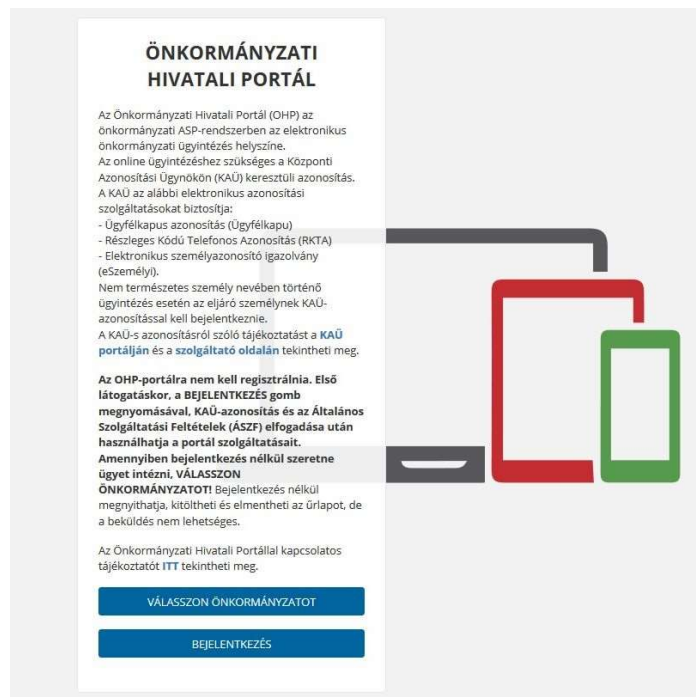 ÖNKORMÁNYZATI
HIVATALI PORTÁL
Az Önkormányzati Hivatali Portál (OHP) az
önkormányzati ASP-rendszerben az elektronikus
önkormányzati ügyintézés helyszíne.
Az online ügyintézéshez szükséges a Központi
Azonosítási Ügynökön (KAÜ) keresztüli azonosítás.
A KAÜ az alábbi elektronikus azonosítási
szolgáltatásokat biztosítja:
- Ügyfélkapus azonosítás (Ügyfélkapu)
- Részleges Kódú Telefonos Azonosítás (RKTA)
- Elektronikus személyazonosító igazolvány
(eSzemélyi).
Nem természetes személy nevében történő
ügyintézés esetén az eljáró személynek KAÜ-
azonosítással kell bejelentkeznie.
A KAÜ-s azonosításról szóló tájékoztatást a KAÜ
portálján és a szolgáltató oldalán tekintheti meg.
Az OHP-portálra nem kell regisztrálnia. Első
látogatáskor, a BEJELENTKEZÉS gomb
megnyomásával, KAÜ-azonosítás és az Általános
Szolgáltatási Feltételek (ÁSZF) elfogadása után
használhatja a portál szolgáltatásait.
Amennyiben bejelentkezés nélkül szeretne
ügyet intézni, VÁLASSZON
ÖNKORMÁNYZATOT! Bejelentkezés nélkül
megnyithatja, kitöltheti és elmentheti az űrlapot, de
a beküldés nem lehetséges.
Az Önkormányzati Hivatali Portállal kapcsolatos
tájékoztatót ITT tekintheti meg.
VÁLASSZON ÖNKORMÁNYZATOT
BEJELENTKEZÉS